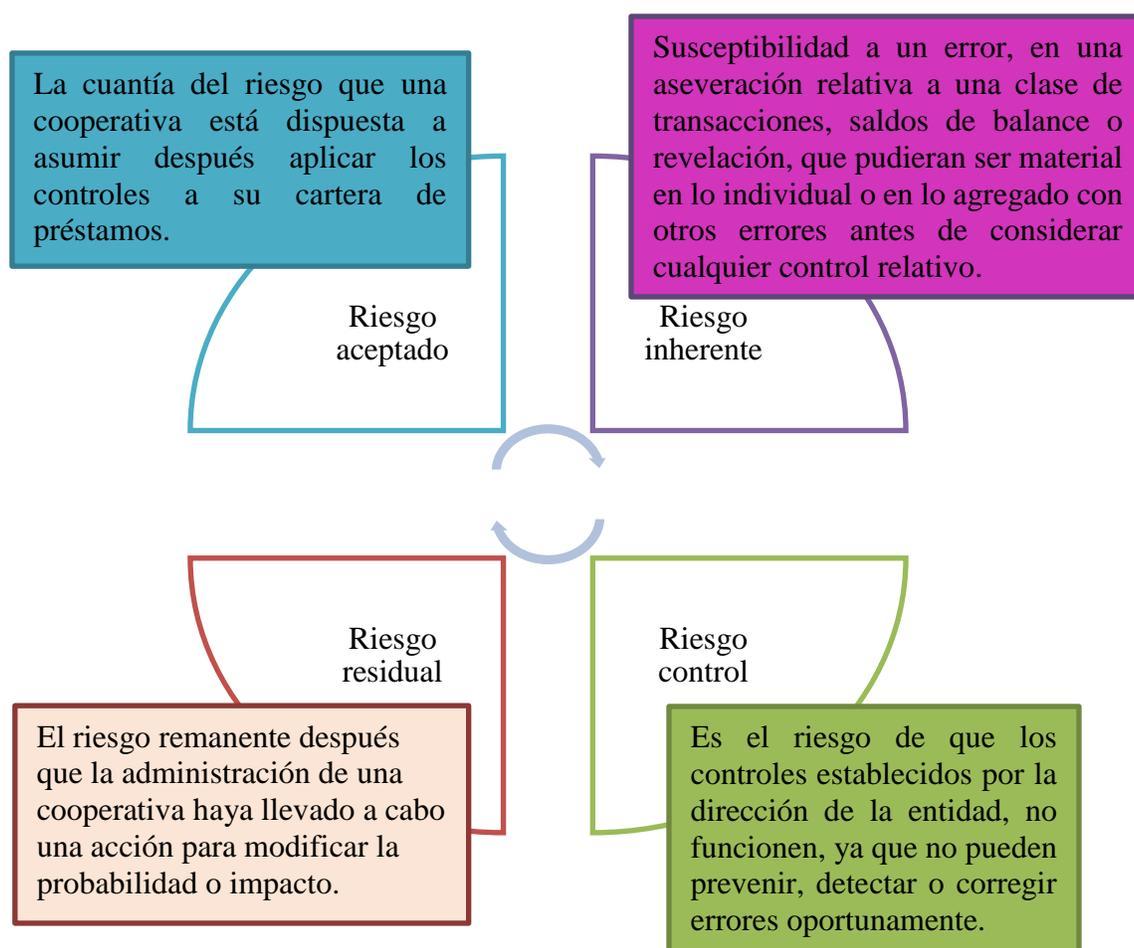 La cuantía del riesgo que una
cooperativa está dispuesta a
asumir después aplicar los
controles a su cartera de
préstamos.
Susceptibilidad a un error, en una
aseveración relativa a una clase de
transacciones, saldos de balance o
revelación, que pudieran ser material
en lo individual o en lo agregado con
otros errores antes de considerar
cualquier control relativo.
Riesgo
aceptado
Riesgo
inherente
Riesgo
residual
Riesgo
control
El riesgo remanente después
que la administración de una
cooperativa haya llevado a cabo
una acción para modificar la
probabilidad o impacto.
Es el riesgo de que los
controles establecidos por la
dirección de la entidad, no
funcionen, ya que no pueden
prevenir, detectar o corregir
errores oportunamente.